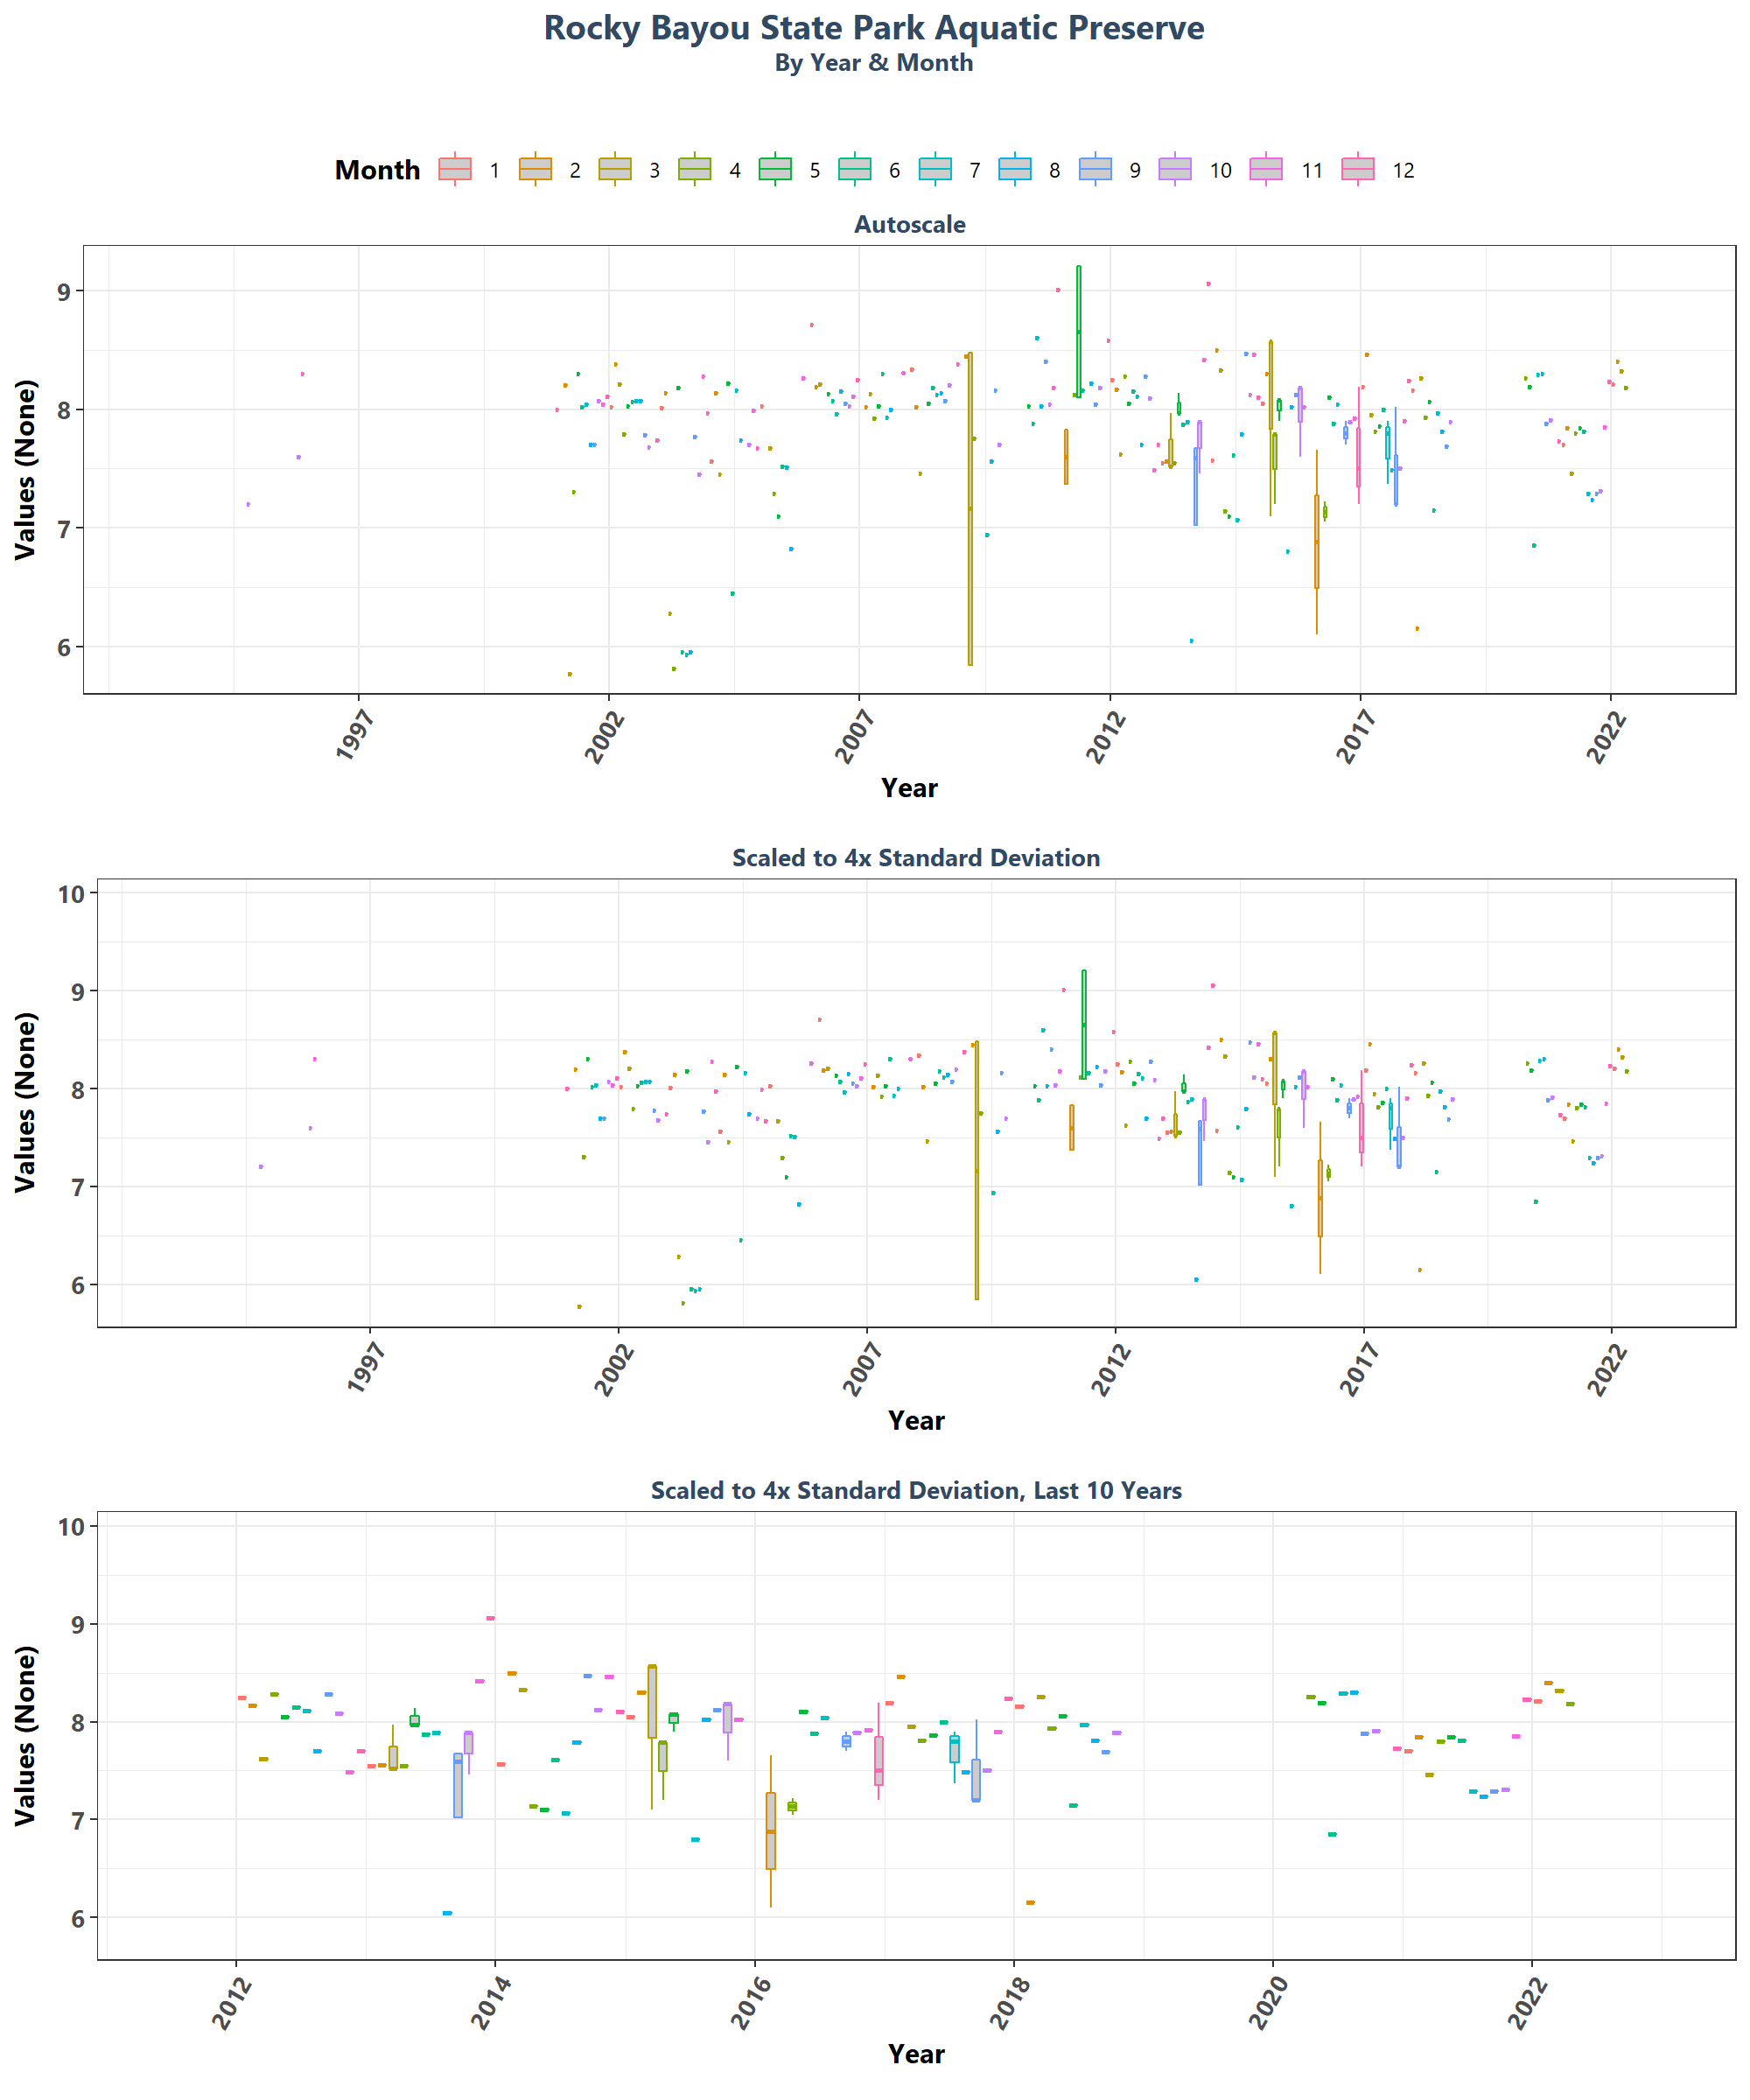 Rocky Bayou State Park Aquatic Preserve
By Year & Month
Month 1 2 3 4 5 6 7 8 9 10 11 12
Autoscale
Values (None)
9
8
7
6
1997 2002 2007 2012 2017 2022
Year
Scaled to 4x Standard Deviation
Values (None)
10
9
8
7
6
1997 2002 2007 2012 2017 2022
Year
Scaled to 4x Standard Deviation, Last 10 Years
Values (None)
10
9
8
7
6
2012 2014 2016 2018 2020 2022
Year